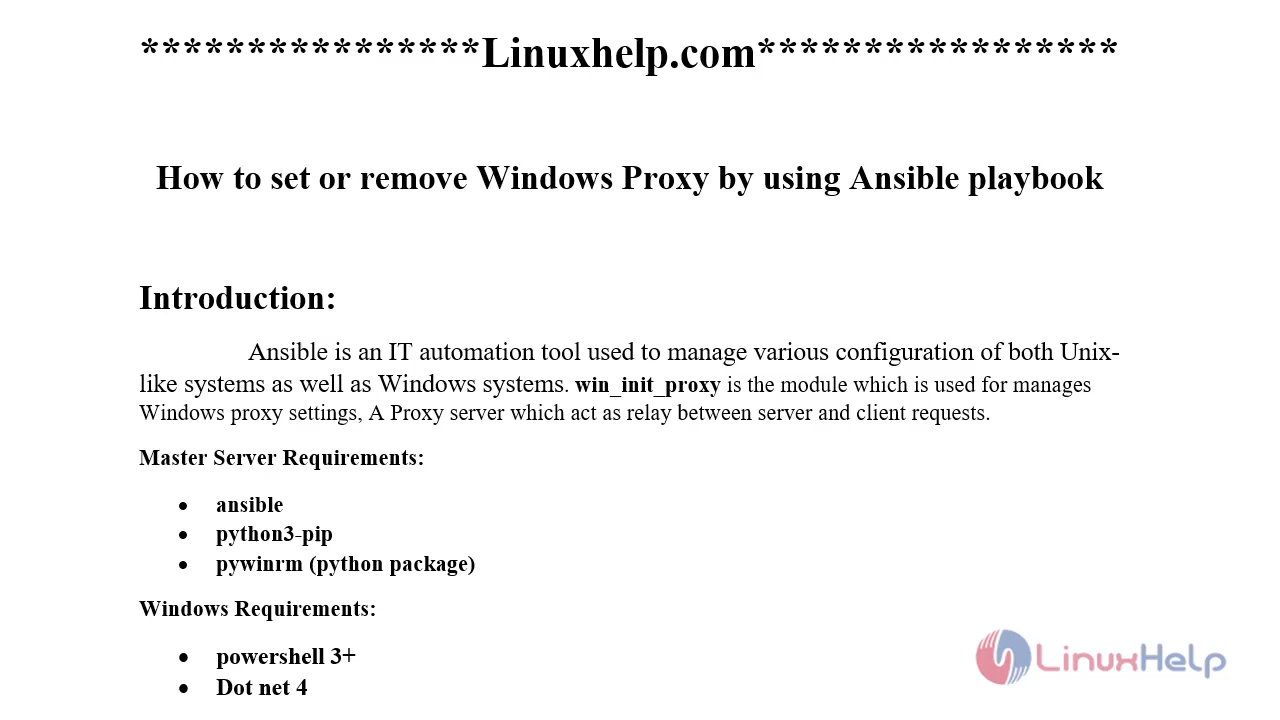 ****************Linuxhelp.com*****************
How to set or remove Windows Proxy by using Ansible playbook
Introduction:
Ansible is an IT automation tool used to manage various configuration of both Unix-
like systems as well as Windows systems. win_init_proxy is the module which is used for manages
Windows proxy settings, A Proxy server which act as relay between server and client requests.
Master Server Requirements:
• ansible
• python3-pip
• pywinrm (python package)
Windows Requirements:
• powershell 3+
• Dot net 4
LinuxHelp